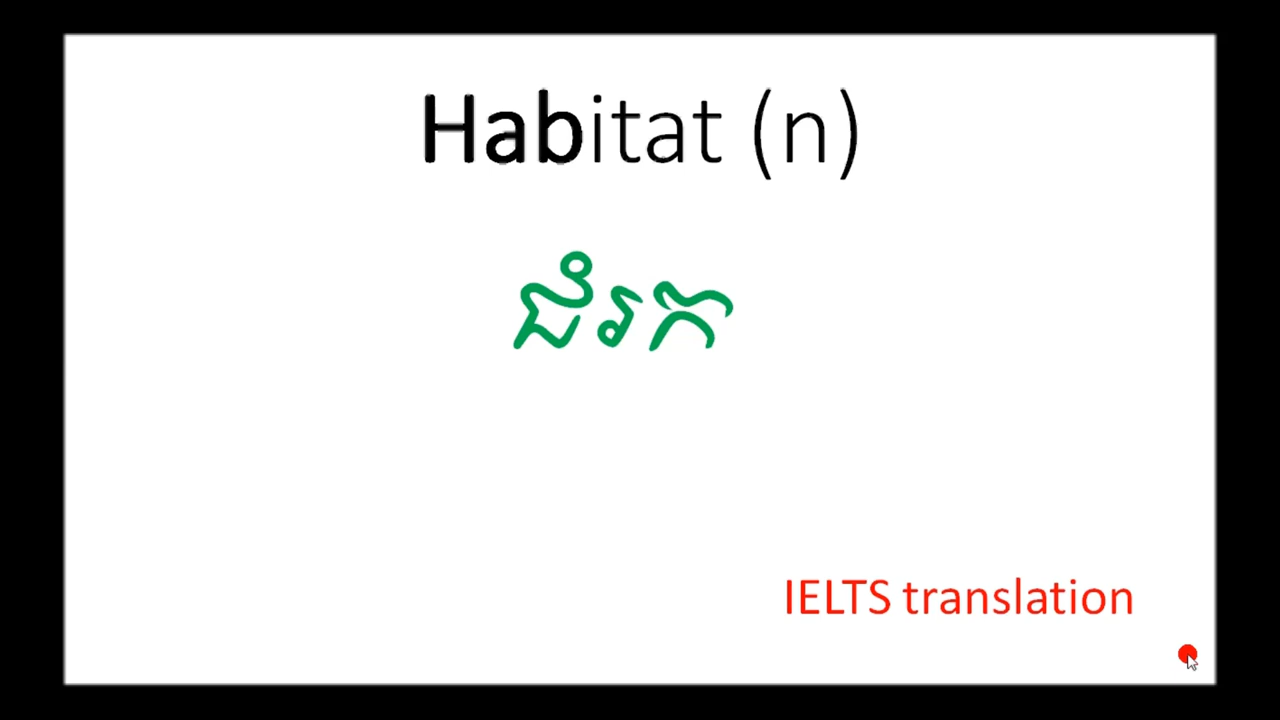 Habitat (n)
ជំរក
IELTS translation